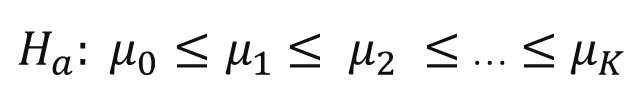 Hₐ: μ₀ ≤ μ₁ ≤ μ₂ ≤ … ≤ μ_K